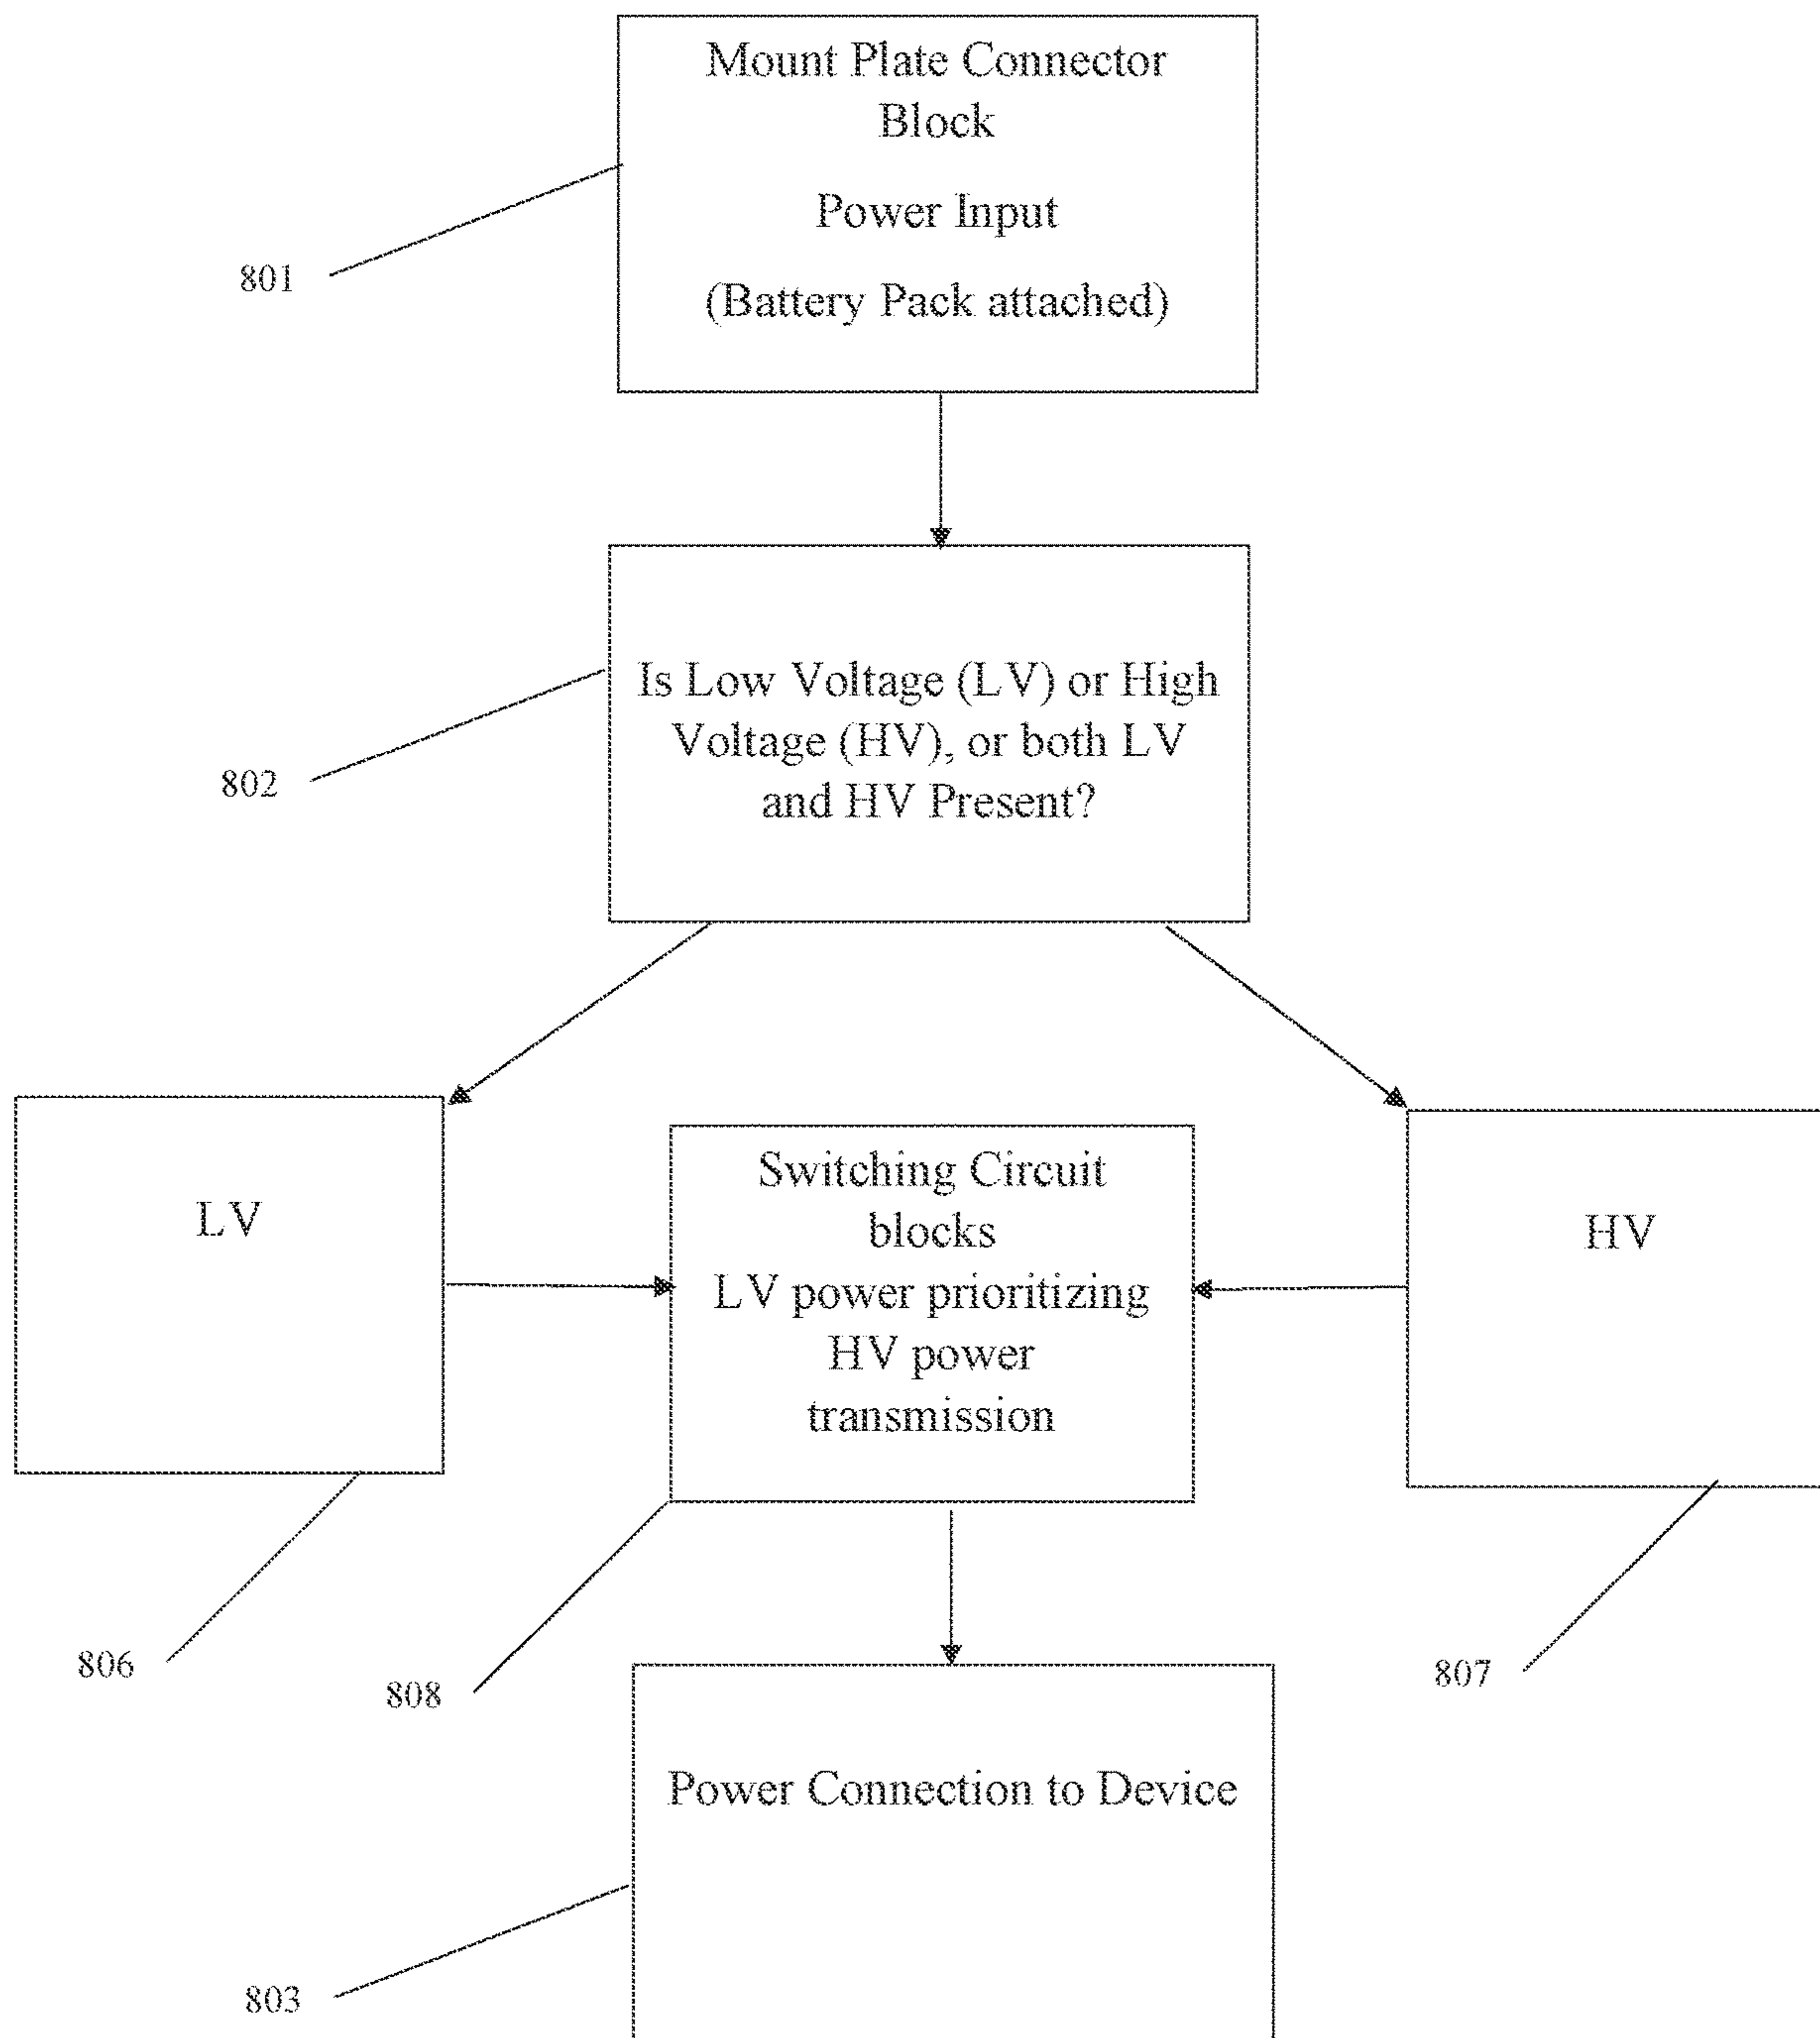 Mount Plate Connector
Block
Power Input
801
(Battery Pack attached)
Is Low Voltage (LV) or High
Voltage (HV), or both LV
802
and HV Present?
LV
Switching Circuit
blocks
LV power prioritizing
HV power
transmission
HV
806
808
807
Power Connection to Device
803